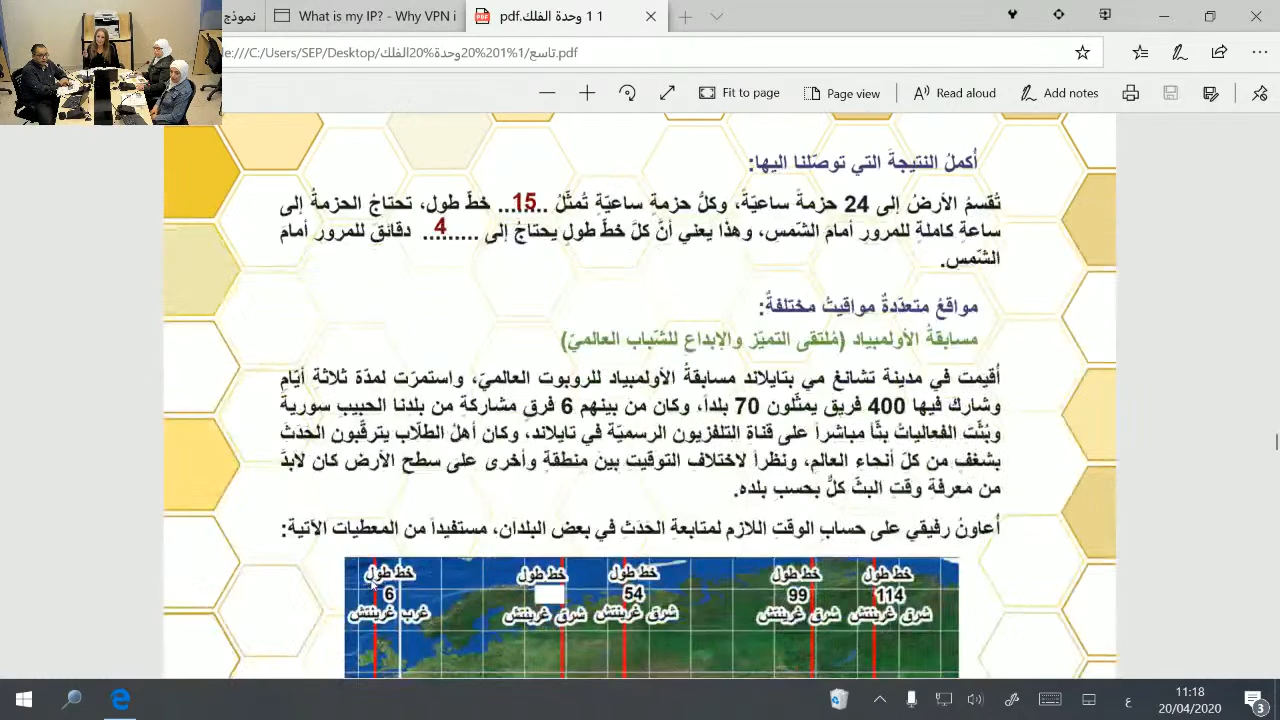 نموذج
What is my IP? - Why VPN i
1 1 وحدة الفلك.pdf
e:///C:/Users/SEP/Desktop/تاسع/1%201%20وحدة%20الفلك.pdf
Fit to page
Page view
Read aloud
Add notes
أكملُ النتيجةَ التي توصّلنا اليها:
تُقسمُ الأرضُ إلى 24 حزمةً ساعيّةً، وكلُّ حزمةٍ ساعيّةٍ تُمثّلُ ...15... خطّ طول، تحتاجُ الحزمةُ إلى
ساعةٍ كاملةٍ للمرور أمامَ الشّمس، وهذا يعني أنَّ كلَّ خطّ طولٍ يحتاجُ إلى ...4... دقائقَ للمرور أمامَ
الشّمس.
مواقعُ متعدّدةٌ مواقيتُ مختلفةٌ:
مسابقةُ الأولمبياد (مُلتقى التميّز والإبداع للشّباب العالميّ)
أُقيمت في مدينة تشانغ مي بتايلاند مسابقةُ الأولمبياد للروبوت العالميّ، واستمرّت لمدّة ثلاثة أيّامٍ
وشارك فيها 400 فريق يمثّلون 70 بلداً، وكان من بينهم 6 فرقٍ مشاركةٍ من بلدنا الحبيب سورية
وبُثّت الفعالياتُ بثّاً مباشراً على قناة التلفزيون الرسميّة في تايلاند، وكان أهلُ الطلّاب يترقّبون الحَدَثَ
بشغفٍ من كلّ أنحاءِ العالم، ونظراً لاختلاف التوقيت بينَ منطقةٍ وأخرى على سطح الأرض كان لابدَّ
من مَعرفة وقت البثّ كلٌّ بحسبِ بلده.
أُعاونُ رفيقي على حسابِ الوقتِ اللازم لمتابعةِ الحَدَثِ في بعض البلدان، مستفيداً من المعطيات الآتية:
خط طول
114
شرق غرينتش
خط طول
99
شرق غرينتش
خط طول
54
شرق غرينتش
خط طول
شرق غرينتش
خط طول
6
غرب غرينتش
ع
11:18
20/04/2020
3